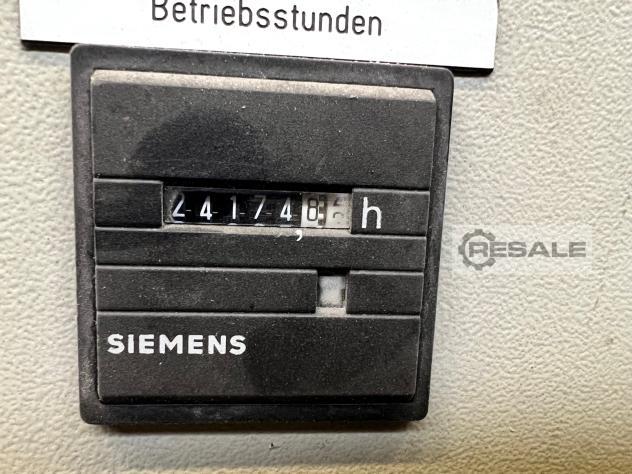 Betriebsstunden
24174,8 h
RESALE
SIEMENS